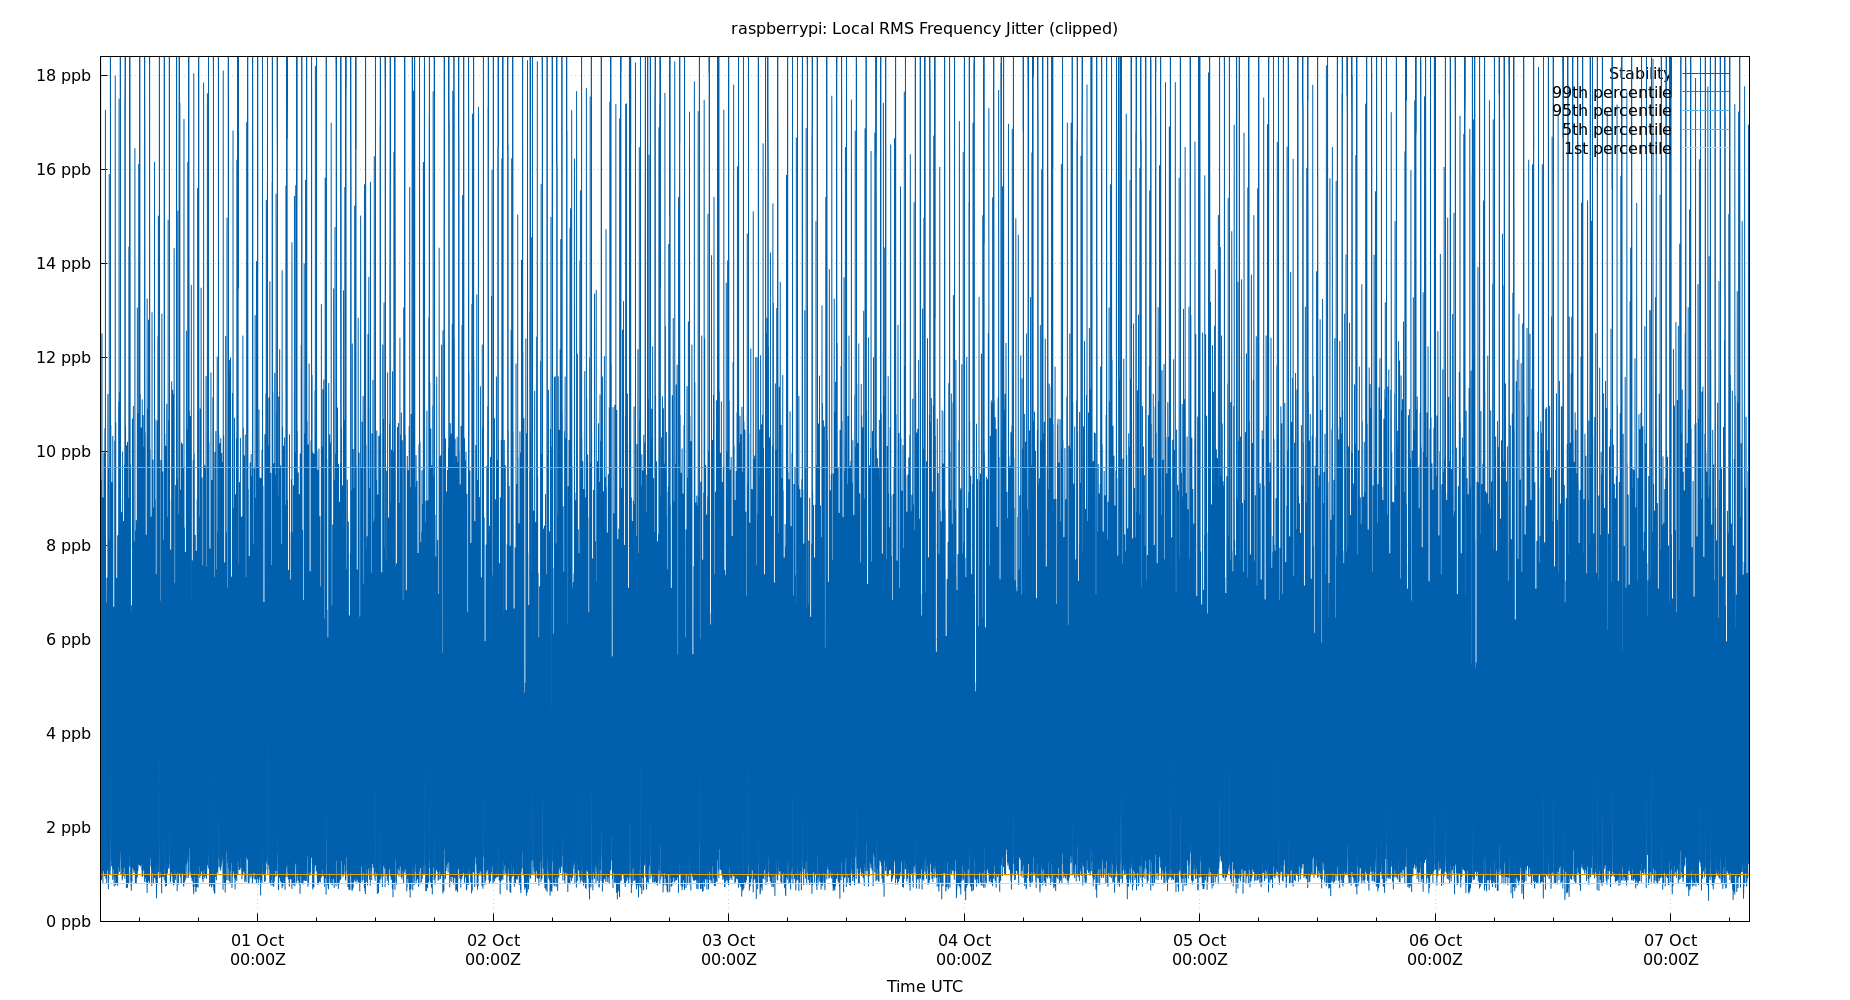 raspberrypi: Local RMS Frequency Jitter (clipped)
18 ppb
16 ppb
14 ppb
12 ppb
10 ppb
8 ppb
6 ppb
4 ppb
2 ppb
0 ppb
Stability
99th percentile
95th percentile
5th percentile
1st percentile
01 Oct 02 Oct 03 Oct 04 Oct 05 Oct 06 Oct 07 Oct
00:00Z 00:00Z 00:00Z 00:00Z 00:00Z 00:00Z 00:00Z
Time UTC